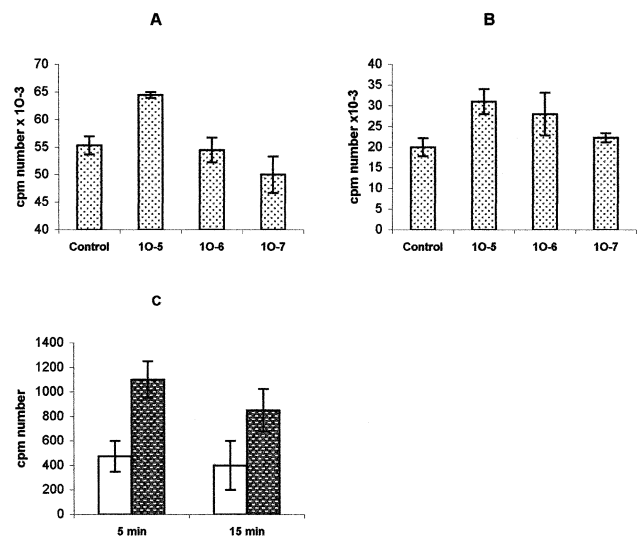 A
cpm number x 1O-3
70
65
60
55
50
45
40
Control 1O-5 1O-6 1O-7
B
cpm number x10-3
40
35
30
25
20
15
10
5
0
Control 1O-5 1O-6 1O-7
C
cpm number
1400
1200
1000
800
600
400
200
0
5 min 15 min